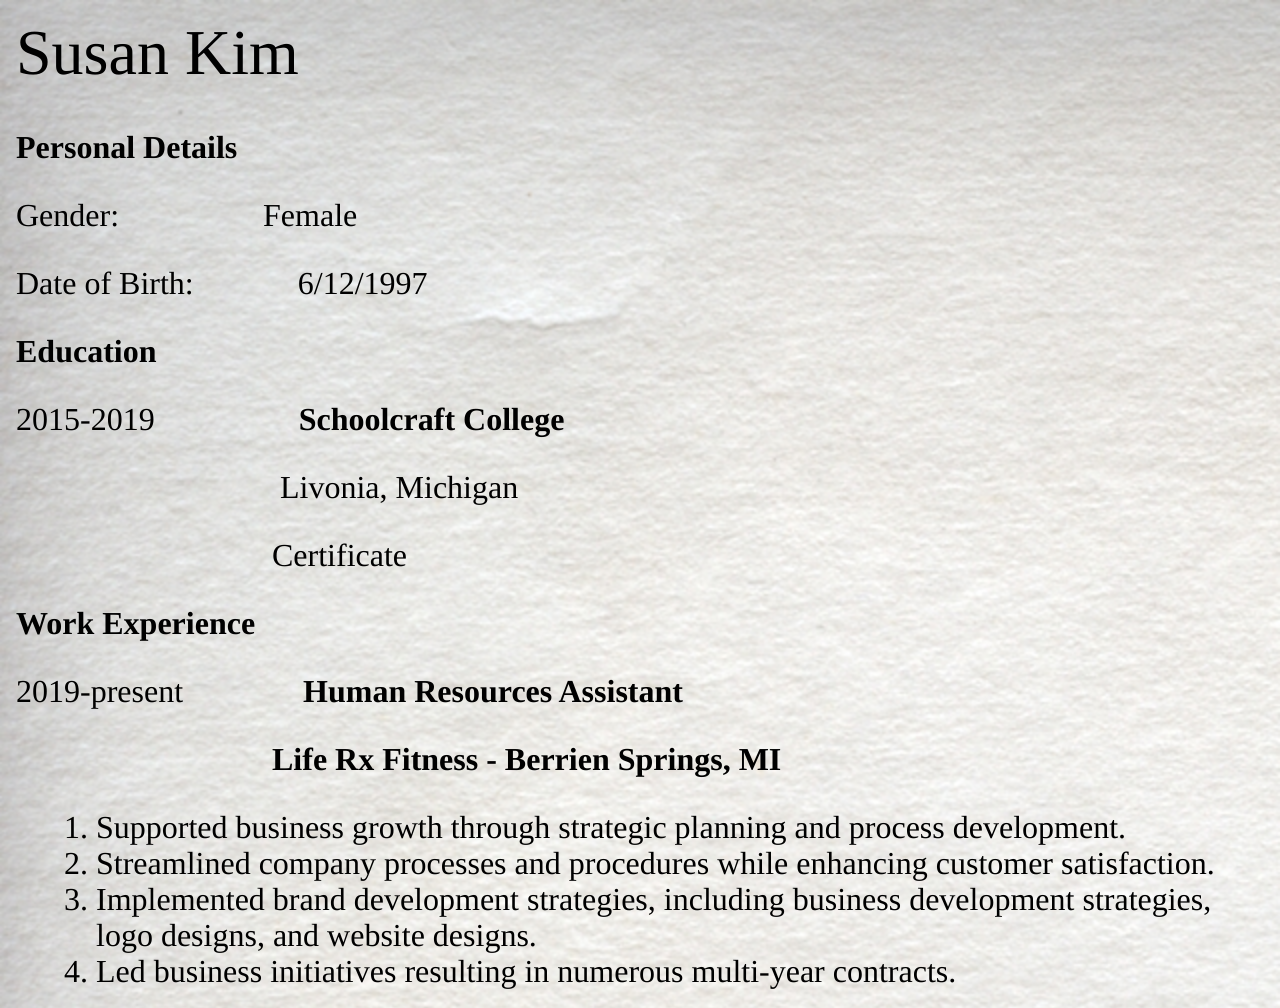 Susan Kim
Personal Details
Gender: Female
Date of Birth: 6/12/1997
Education
2015-2019 Schoolcraft College
Livonia, Michigan
Certificate
Work Experience
2019-present Human Resources Assistant
Life Rx Fitness - Berrien Springs, MI
1. Supported business growth through strategic planning and process development.
2. Streamlined company processes and procedures while enhancing customer satisfaction.
3. Implemented brand development strategies, including business development strategies,
logo designs, and website designs.
4. Led business initiatives resulting in numerous multi-year contracts.